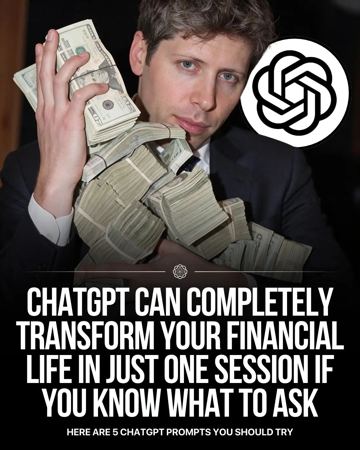 CHATGPT CAN COMPLETELY
TRANSFORM YOUR FINANCIAL
LIFE IN JUST ONE SESSION IF
YOU KNOW WHAT TO ASK
HERE ARE 5 CHATGPT PROMPTS YOU SHOULD TRY